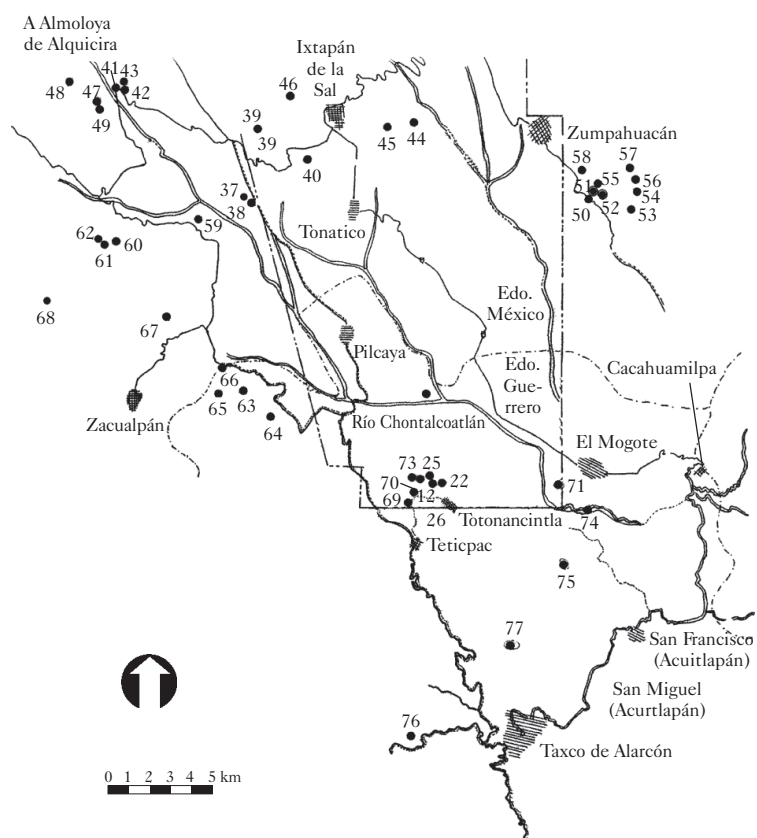 A Almoloya
de Alquicira
Ixtapán
de la
Sal
41
43
48
47
42
49
46
39
39
40
45
44
Zumpahuacán
58
57
55
56
51
54
50
52
53
37
38
59
Tonatico
62
60
61
68
67
Edo.
México
Pilcaya
Edo.
Gue-
rrero
Cacahuamilpa
66
65
63
64
Zacualpán
Río Chontalcoatlán
El Mogote
73
25
70
22
71
69
12
26
Totonancintla
74
Teticpac
75
77
San Francisco
(Acuitlapán)
San Miguel
(Acurtlapán)
76
Taxco de Alarcón
0 1 2 3 4 5 km